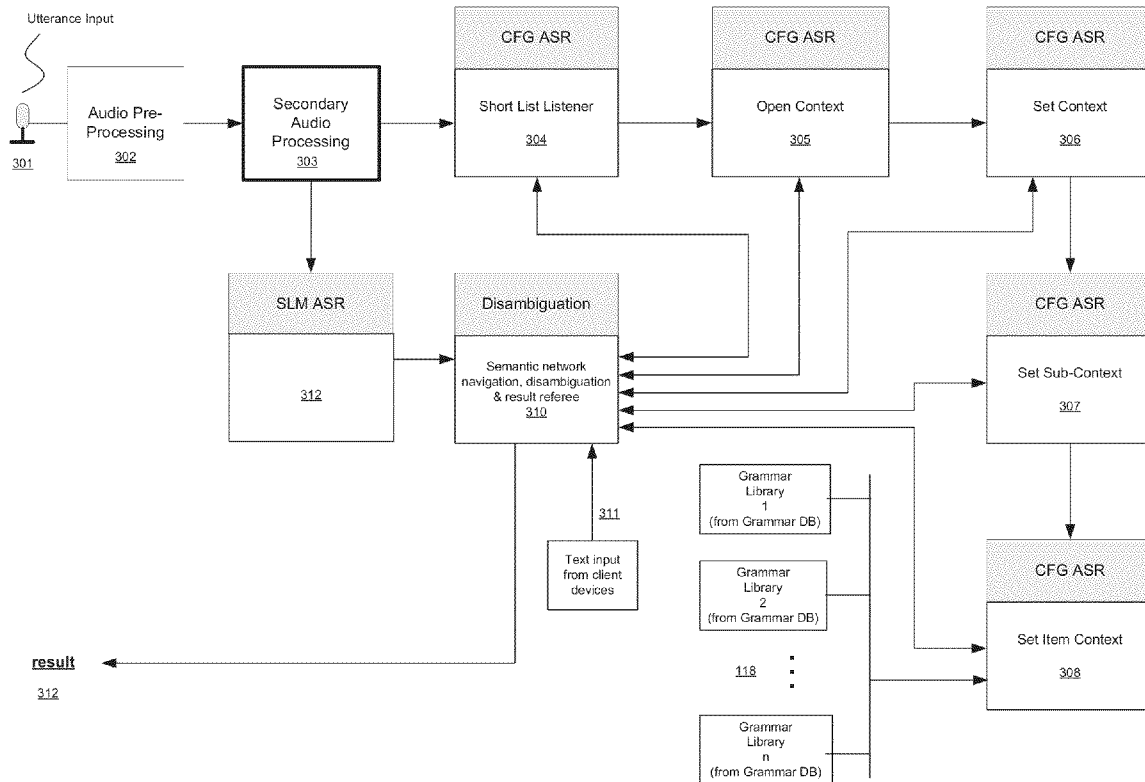 Utterance Input
301
Audio Pre-
Processing
302
Secondary
Audio
Processing
303
CFG ASR
Short List Listener
304
CFG ASR
Open Context
305
CFG ASR
Set Context
306
SLM ASR
312
Disambiguation
Semantic network
navigation, disambiguation
& result referee
310
CFG ASR
Set Sub-Context
307
311
Text input
from client
devices
Grammar
Library
1
(from Grammar DB)
Grammar
Library
2
(from Grammar DB)
118
Grammar
Library
n
(from Grammar DB)
CFG ASR
Set Item Context
308
result
312